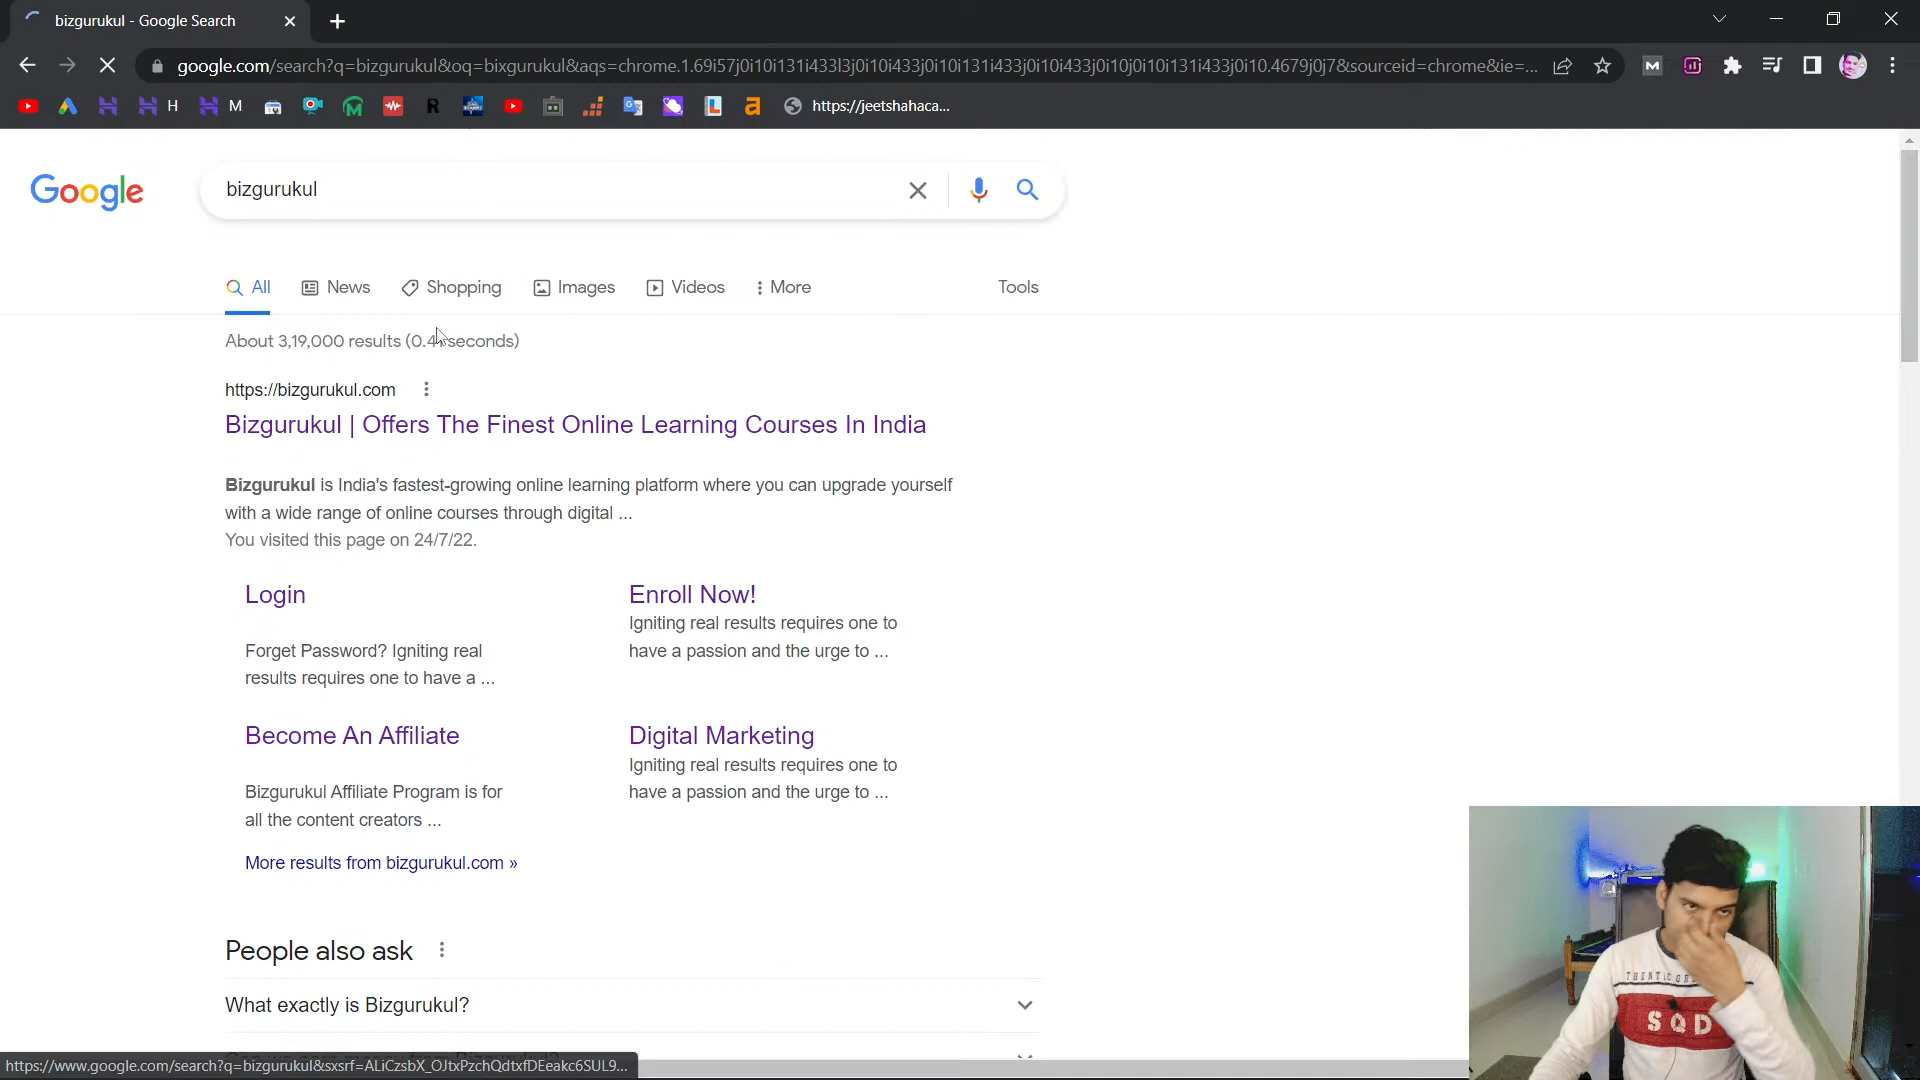 bizgurukul - Google Search
google.com/search?q=bizgurukul&oq=bixgurukul&aqs=chrome.1.69i57j0i10i131i433l3j0i10i433j0i10i131i433j0i10i433j0i10j0i10i131i433j0i10.4679j0j7&sourceid=chrome&ie=...
H M R L a https://jeetshahaca...
Google
bizgurukul
All News Shopping Images Videos More Tools
About 3,19,000 results (0.4 seconds)
https://bizgurukul.com
Bizgurukul | Offers The Finest Online Learning Courses In India
Bizgurukul is India's fastest-growing online learning platform where you can upgrade yourself
with a wide range of online courses through digital ...
You visited this page on 24/7/22.
Login
Forget Password? Igniting real
results requires one to have a ...
Enroll Now!
Igniting real results requires one to
have a passion and the urge to ...
Become An Affiliate
Bizgurukul Affiliate Program is for
all the content creators ...
Digital Marketing
Igniting real results requires one to
have a passion and the urge to ...
More results from bizgurukul.com »
People also ask
What exactly is Bizgurukul?
https://www.google.com/search?q=bizgurukul&sxsrf=ALiCzsbX_OJtxPzchQdtxfDEeakc6SUL9...
SQD